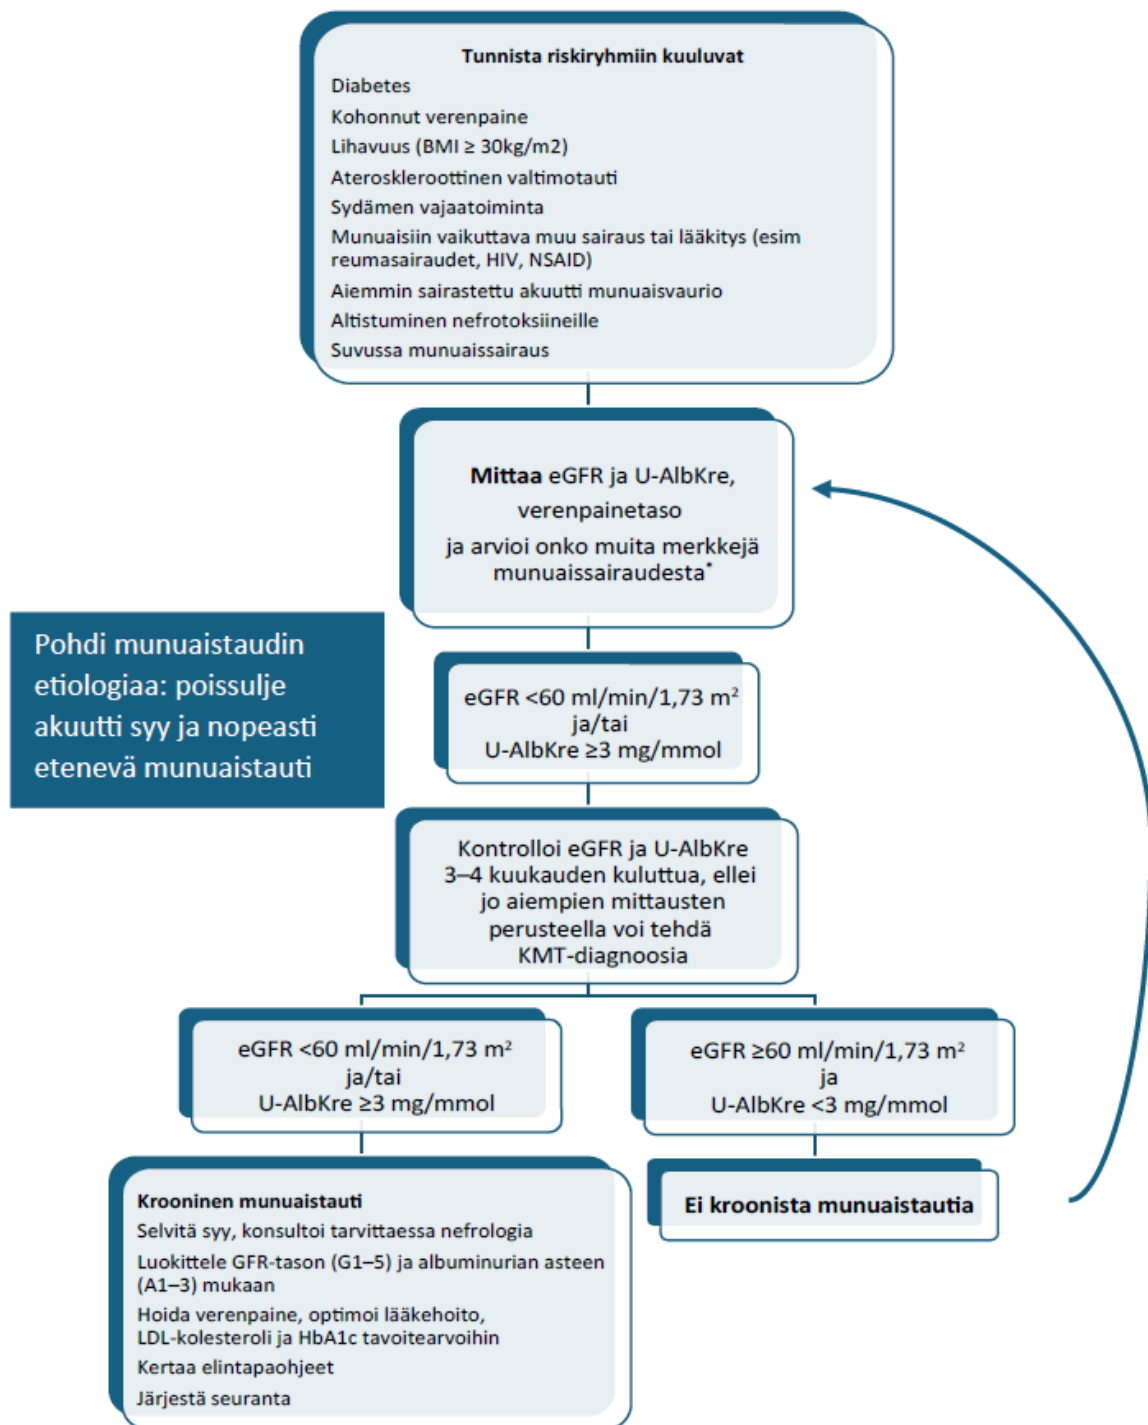 Tunnista riskiryhmiin kuuluvat
Diabetes
Kohonnut verenpaine
Lihavuus (BMI ≥ 30kg/m2)
Ateroskleroottinen valtimotauti
Sydämen vajaatoiminta
Munuaisiin vaikuttava muu sairaus tai lääkitys (esim
reumasairaudet, HIV, NSAID)
Aiemmin sairastettu akuutti munuaisvaurio
Altistuminen nefrotoksiineille
Suvussa munuaissairaus
Mittaa eGFR ja U-AlbKre,
verenpainetaso
ja arvioi onko muita merkkejä
munuaissairaudesta*
Pohdi munuaistaudin
etiologiaa: poissulje
akuutti syy ja nopeasti
etenevä munuaistauti
eGFR <60 ml/min/1,73 m²
ja/tai
U-AlbKre ≥3 mg/mmol
Kontrolloi eGFR ja U-AlbKre
3–4 kuukauden kuluttua, ellei
jo aiempien mittausten
perusteella voi tehdä
KMT-diagnoosia
eGFR <60 ml/min/1,73 m²
ja/tai
U-AlbKre ≥3 mg/mmol
eGFR ≥60 ml/min/1,73 m²
ja
U-AlbKre <3 mg/mmol
Krooninen munuaistauti
Selvitä syy, konsultoi tarvittaessa nefrologia
Luokittele GFR-tason (G1–5) ja albuminurian asteen
(A1–3) mukaan
Hoida verenpaine, optimoi lääkehoito,
LDL-kolesteroli ja HbA1c tavoitearvoihin
Kertaa elintapaohjeet
Järjestä seuranta
Ei kroonista munuaistautia